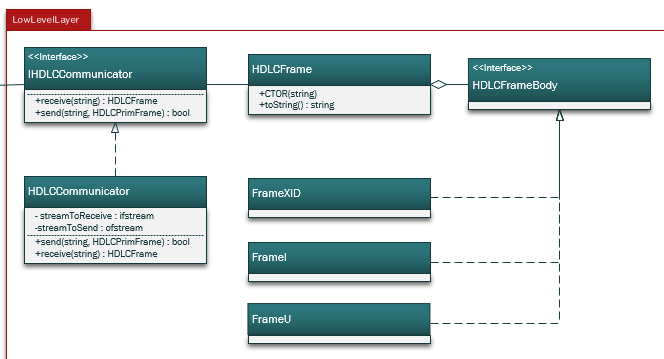 LowLevelLayer
<<Interface>>
IHDLCCommunicator
+receive(string) : HDLCFrame
+send(string, HDLCPrimFrame) : bool
HDLCFrame
+CTOR(string)
+toString() : string
<<Interface>>
HDLCFrameBody
HDLCCommunicator
- streamToReceive : ifstream
-streamToSend : ofstream
+send(string, HDLCPrimFrame) : bool
+receive(string) : HDLCFrame
FrameXID
FrameI
FrameU